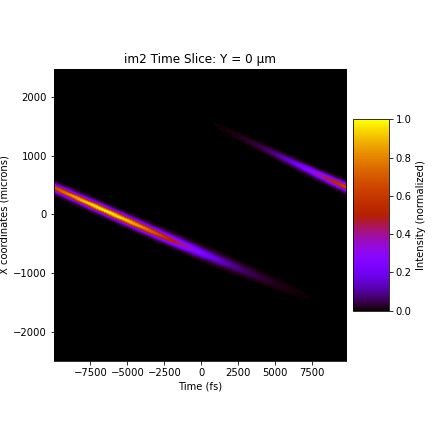 im2 Time Slice: Y = 0 μm
X coordinates (microns)
2000
1000
0
−1000
−2000
−7500 −5000 −2500 0 2500 5000 7500
Time (fs)
1.0
0.8
0.6
0.4
0.2
0.0
Intensity (normalized)